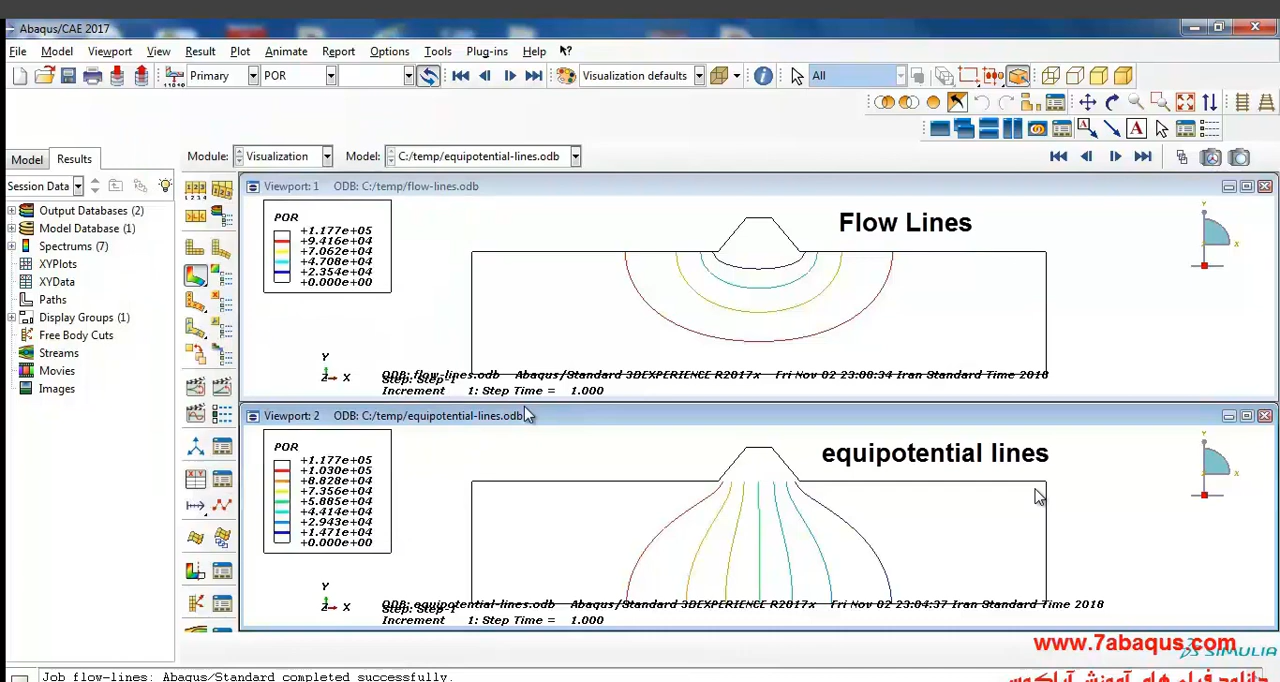 Abaqus/CAE 2017
File Model Viewport View Result Plot Animate Report Options Tools Plug-ins Help
Primary POR Visualization defaults All
Model Results Module: Visualization Model: C:/temp/equipotential-lines.odb
Session Data
Output Databases (2)
Model Database (1)
Spectrums (7)
XYPlots
XYData
Paths
Display Groups (1)
Free Body Cuts
Streams
Movies
Images
Viewport: 1 ODB: C:/temp/flow-lines.odb
POR
+1.177e+05
+9.416e+04
+7.062e+04
+4.708e+04
+2.354e+04
+0.000e+00
Flow Lines
Y
X
Z X
Y
X
ODB: flow-lines.odb Abaqus/Standard 3DEXPERIENCE R2017x Fri Nov 02 23:08:34 Iran Standard Time 2018
Step: Step-1
Increment 1: Step Time = 1.000
Viewport: 2 ODB: C:/temp/equipotential-lines.odb
POR
+1.177e+05
+1.030e+05
+8.828e+04
+7.356e+04
+5.885e+04
+4.414e+04
+2.943e+04
+1.471e+04
+0.000e+00
equipotential lines
Y
X
Y
Z X
ODB: equipotential-lines.odb Abaqus/Standard 3DEXPERIENCE R2017x Fri Nov 02 23:04:37 Iran Standard Time 2018
Step: Step-1
Increment 1: Step Time = 1.000
www.7abaqus.com
SIMULIA
Job flow-lines: Abaqus/Standard completed successfully.